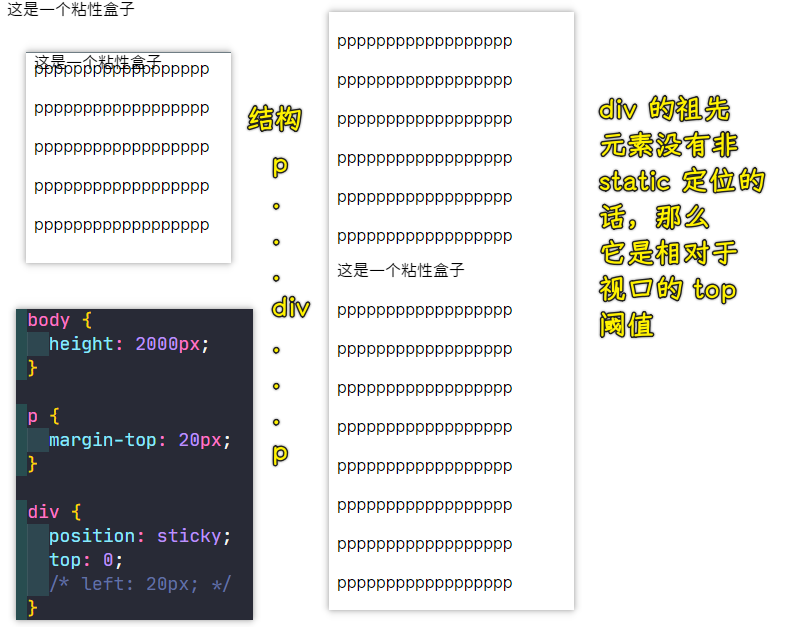 这是一个粘性盒子
这是一个粘性盒子
pppppppppppppppppp
pppppppppppppppppp
pppppppppppppppppp
pppppppppppppppppp
pppppppppppppppppp
body {
height: 2000px;
}
p {
margin-top: 20px;
}
div {
position: sticky;
top: 0;
/* left: 20px; */
}
结构
p
.
.
.
div
.
.
.
p
pppppppppppppppppp
pppppppppppppppppp
pppppppppppppppppp
pppppppppppppppppp
pppppppppppppppppp
pppppppppppppppppp
这是一个粘性盒子
pppppppppppppppppp
pppppppppppppppppp
pppppppppppppppppp
pppppppppppppppppp
pppppppppppppppppp
pppppppppppppppppp
pppppppppppppppppp
pppppppppppppppppp
div 的祖先
元素没有非
static 定位的
话，那么
它是相对于
视口的 top
阈值